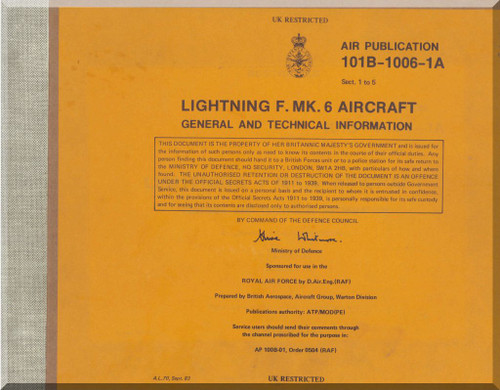 UK RESTRICTED
AIR PUBLICATION
101B-1006-1A
Sect. 1 to 5
LIGHTNING F. MK. 6 AIRCRAFT
GENERAL AND TECHNICAL INFORMATION
THIS DOCUMENT IS THE PROPERTY OF HER BRITANNIC MAJESTY'S GOVERNMENT and is issued for
the information of such persons only as need to know its contents in the course of their official duties. Any
person finding this document should hand it to a British Forces unit or to a police station for its safe return to
the MINISTRY OF DEFENCE, HQ SECURITY, LONDON, SW1A 2HB, with particulars of how and where
found. THE UNAUTHORISED RETENTION OR DESTRUCTION OF THE DOCUMENT IS AN OFFENCE
UNDER THE OFFICIAL SECRETS ACTS OF 1911 to 1939. When released to persons outside Government
Service, this document is issued on a personal basis and the recipient to whom it is entrusted in confidence,
within the provisions of the Official Secrets Acts 1911 to 1939, is personally responsible for its safe custody
and for seeing that its contents are disclosed only to authorised persons.
BY COMMAND OF THE DEFENCE COUNCIL
Ministry of Defence
Sponsored for use in the
ROYAL AIR FORCE by D.Air.Eng.(RAF)
Prepared by British Aerospace, Aircraft Group, Warton Division
Publications authority: ATP/MOD(PE)
Service users should send their comments through
the channel prescribed for the purpose in:
AP 100B-01, Order 0504 (RAF)
A.L.70, Sept. 81
UK RESTRICTED